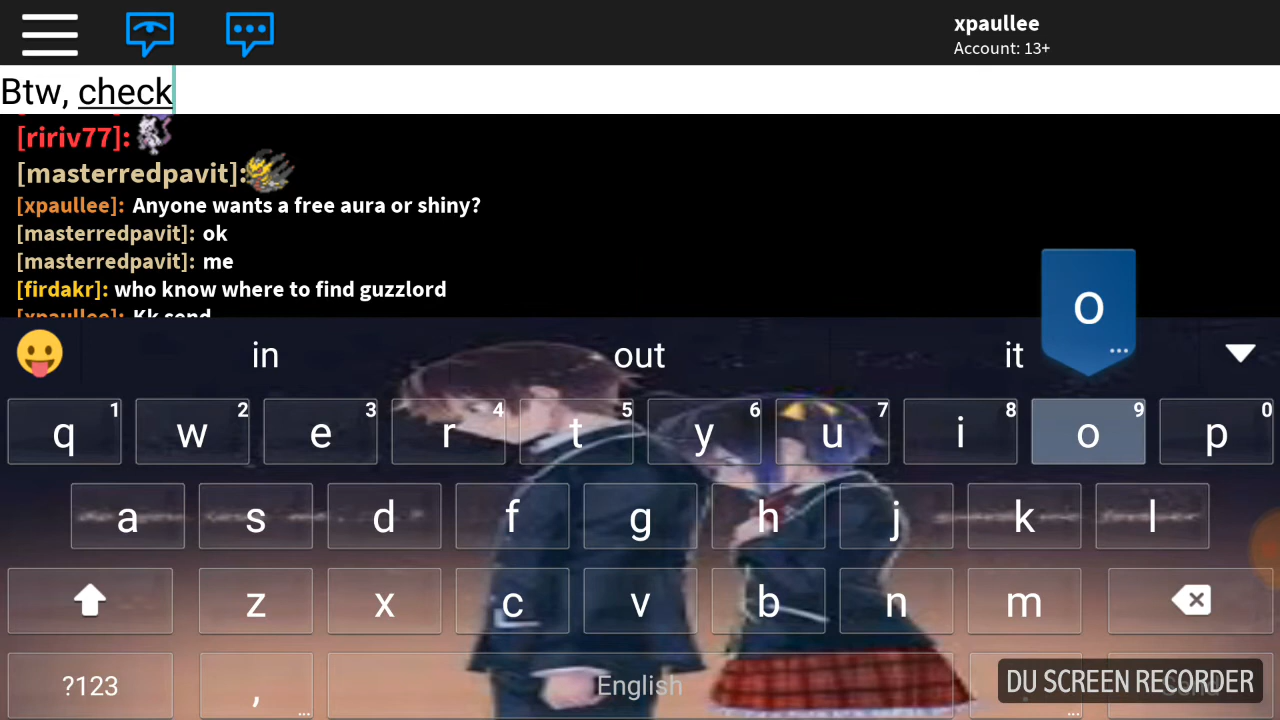 xpaullee
Account: 13+
Btw, check
[ririv77]:
[masterredpavit]:
[xpaullee]: Anyone wants a free aura or shiny?
[masterredpavit]: ok
[masterredpavit]: me
[firdakr]: who know where to find guzzlord
[xpaullee]: Kk send
o
...
in out it
1 2 3 4 5 6 7 8 9 0
q w e r t y u i o p
a s d f g h j k l
z x c v b n m
?123 , ... English ...
DU SCREEN RECORDER